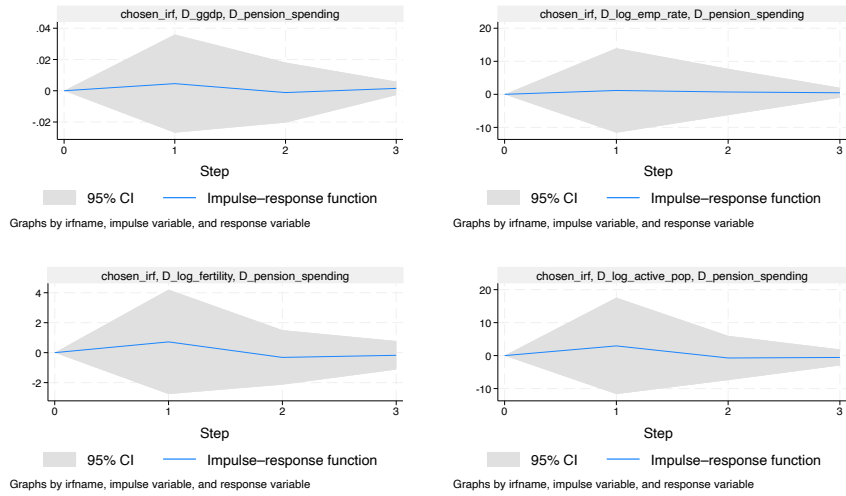 chosen_irf, D_ggdp, D_pension_spending
.04
.02
0
-.02
0 1 2 3
Step
95% CI Impulse–response function
Graphs by irfname, impulse variable, and response variable
chosen_irf, D_log_emp_rate, D_pension_spending
20
10
0
-10
0 1 2 3
Step
95% CI Impulse–response function
Graphs by irfname, impulse variable, and response variable
chosen_irf, D_log_fertility, D_pension_spending
4
2
0
-2
0 1 2 3
Step
95% CI Impulse–response function
Graphs by irfname, impulse variable, and response variable
chosen_irf, D_log_active_pop, D_pension_spending
20
10
0
-10
0 1 2 3
Step
95% CI Impulse–response function
Graphs by irfname, impulse variable, and response variable